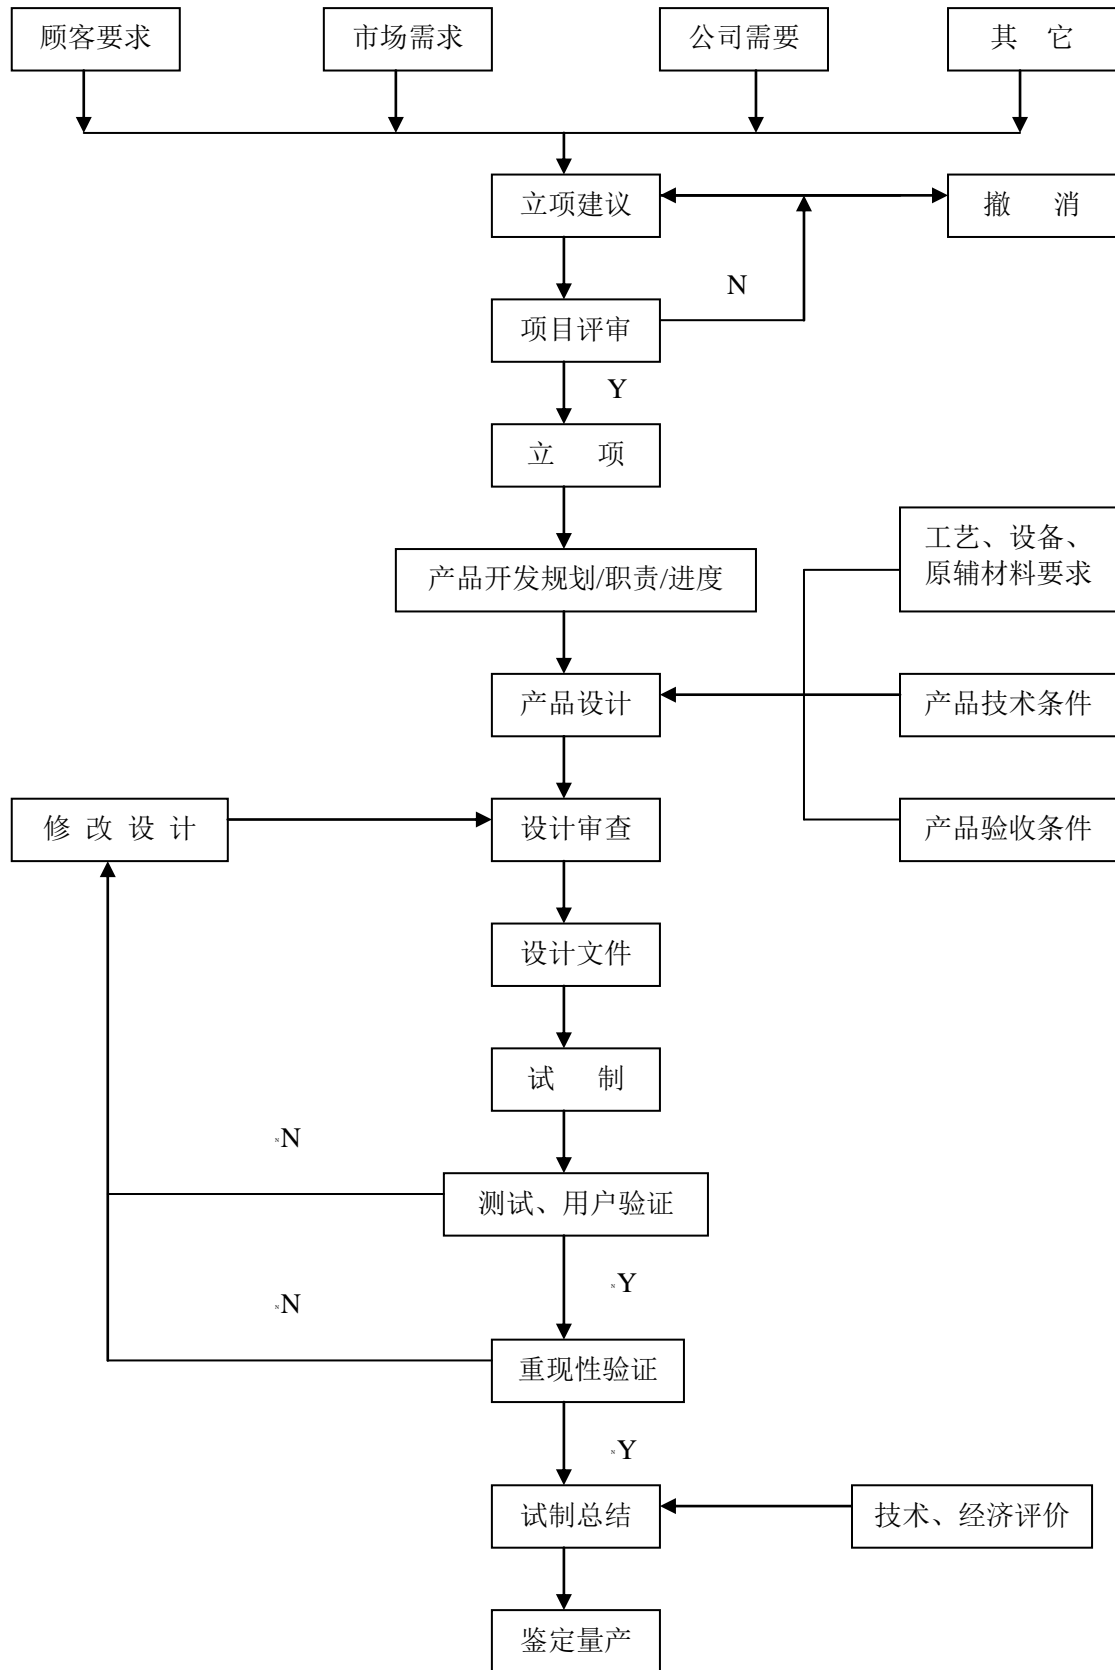 顾客要求
市场需求
公司需要
其 它
立项建议
撤 消
N
项目评审
Y
立 项
工艺、设备、
原辅材料要求
产品开发规划/职责/进度
产品设计
产品技术条件
修 改 设 计
设计审查
产品验收条件
设计文件
试 制
N N
测试、用户验证
N Y
N N
重现性验证
N Y
试制总结
技术、经济评价
鉴定量产